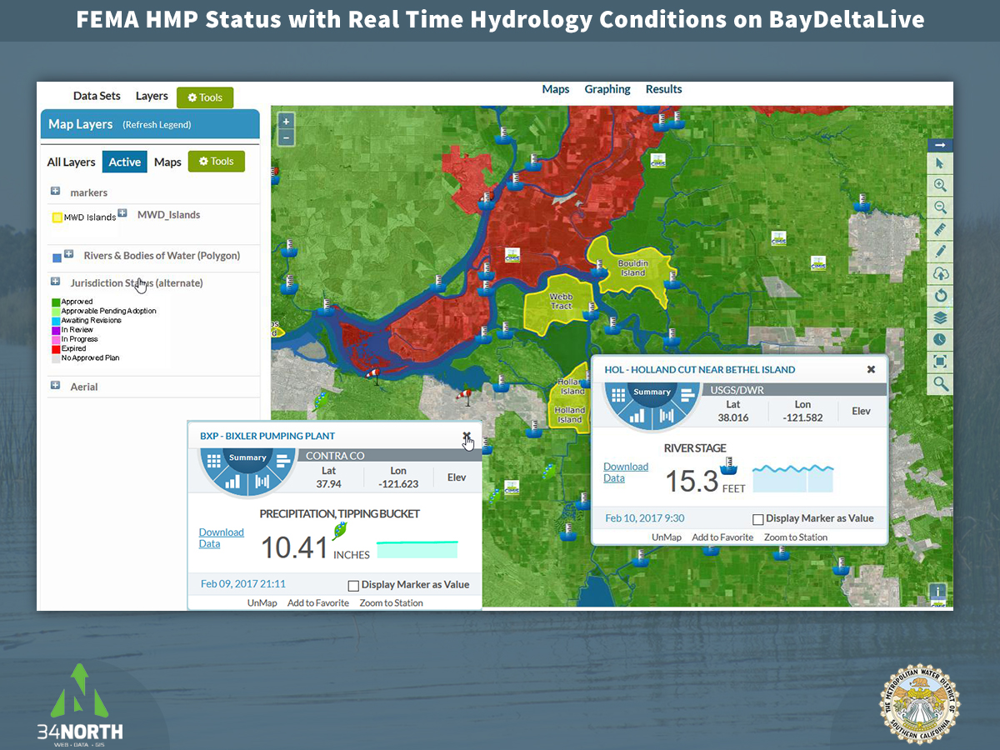 FEMA HMP Status with Real Time Hydrology Conditions on BayDeltaLive
Data Sets
Layers
Tools
Maps
Graphing
Results
Map Layers
(Refresh Legend)
All Layers
Active
Maps
Tools
markers
MWD Islands
MWD_Islands
Rivers & Bodies of Water (Polygon)
Jurisdiction Status (alternate)
Approved
Approvable Pending Adoption
Awaiting Revisions
In Review
In Progress
Expired
No Approved Plan
Aerial
+
−
CIMIS
CIMIS
CIMIS
CIMIS
Bouldin
Island
Webb
Tract
Holland
Island
Holland
Island
HOL - HOLLAND CUT NEAR BETHEL ISLAND
Summary
USGS/DWR
Lat
38.016
Lon
-121.582
Elev
RIVER STAGE
Download
Data
15.3 FEET
Feb 10, 2017 9:30
Display Marker as Value
UnMap
Add to Favorite
Zoom to Station
BXP - BIXLER PUMPING PLANT
Summary
CONTRA CO
Lat
37.94
Lon
-121.623
Elev
PRECIPITATION, TIPPING BUCKET
Download
Data
10.41 INCHES
Feb 09, 2017 21:11
Display Marker as Value
UnMap
Add to Favorite
Zoom to Station
CIMIS
i
34NORTH
WEB • DATA • GIS
THE METROPOLITAN WATER DISTRICT OF
SOUTHERN CALIFORNIA